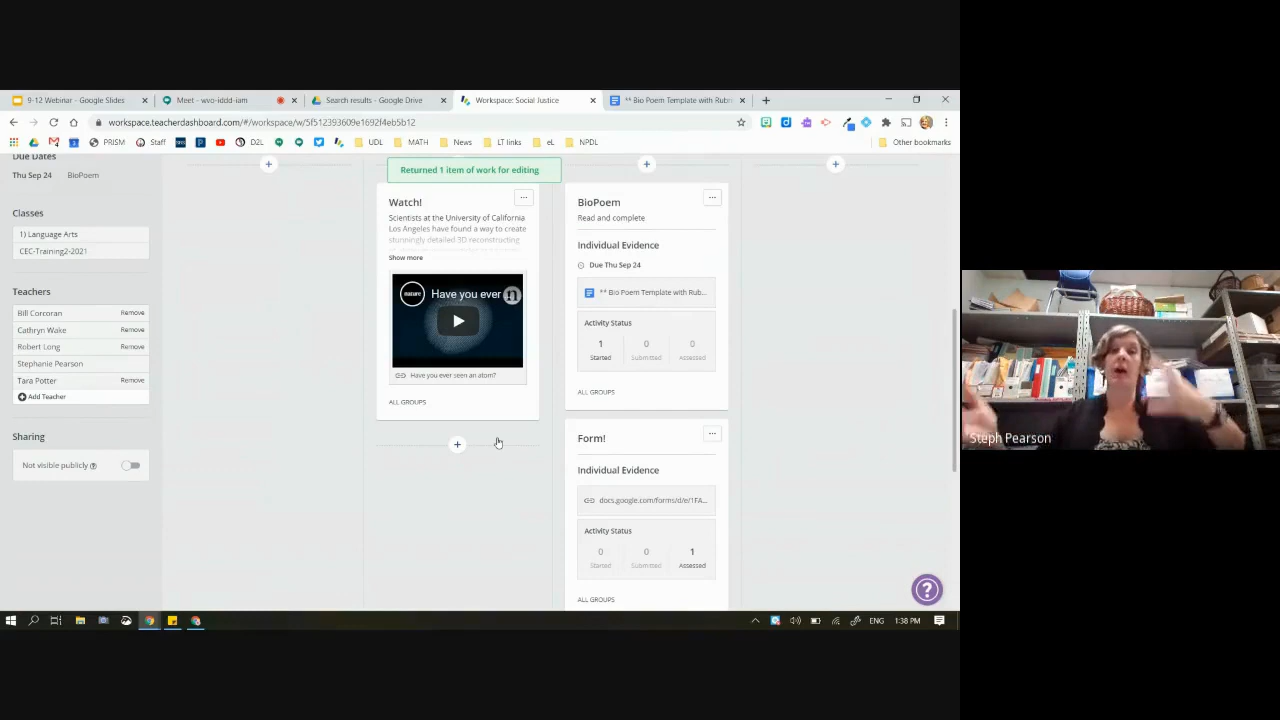 9-12 Webinar - Google Slides
Meet - wvo-iddd-iam
Search results - Google Drive
Workspace: Social Justice
** Bio Poem Template with Rubri
workspace.teacherdashboard.com/#/workspace/w/5f512393609e1692f4eb5b12
PRISM
Staff
D2L
UDL
MATH
News
LT links
eL
NPDL
Other bookmarks
Due Dates
Thu Sep 24 BioPoem
Classes
1) Language Arts
CEC-Training2-2021
Teachers
Bill Corcoran Remove
Cathryn Wake Remove
Robert Long Remove
Stephanie Pearson
Tara Potter Remove
Add Teacher
Sharing
Not visible publicly
Returned 1 item of work for editing
Watch!
Scientists at the University of California
Los Angeles have found a way to create
stunningly detailed 3D reconstructing
Show more
nature
Have you ever
Have you ever seen an atom?
ALL GROUPS
BioPoem
Read and complete
Individual Evidence
Due Thu Sep 24
** Bio Poem Template with Rub...
Activity Status
1 0 0
Started Submitted Assessed
ALL GROUPS
Form!
Individual Evidence
docs.google.com/forms/d/e/1FA...
Activity Status
0 0 1
Started Submitted Assessed
ALL GROUPS
?
ENG
1:38 PM
Steph Pearson